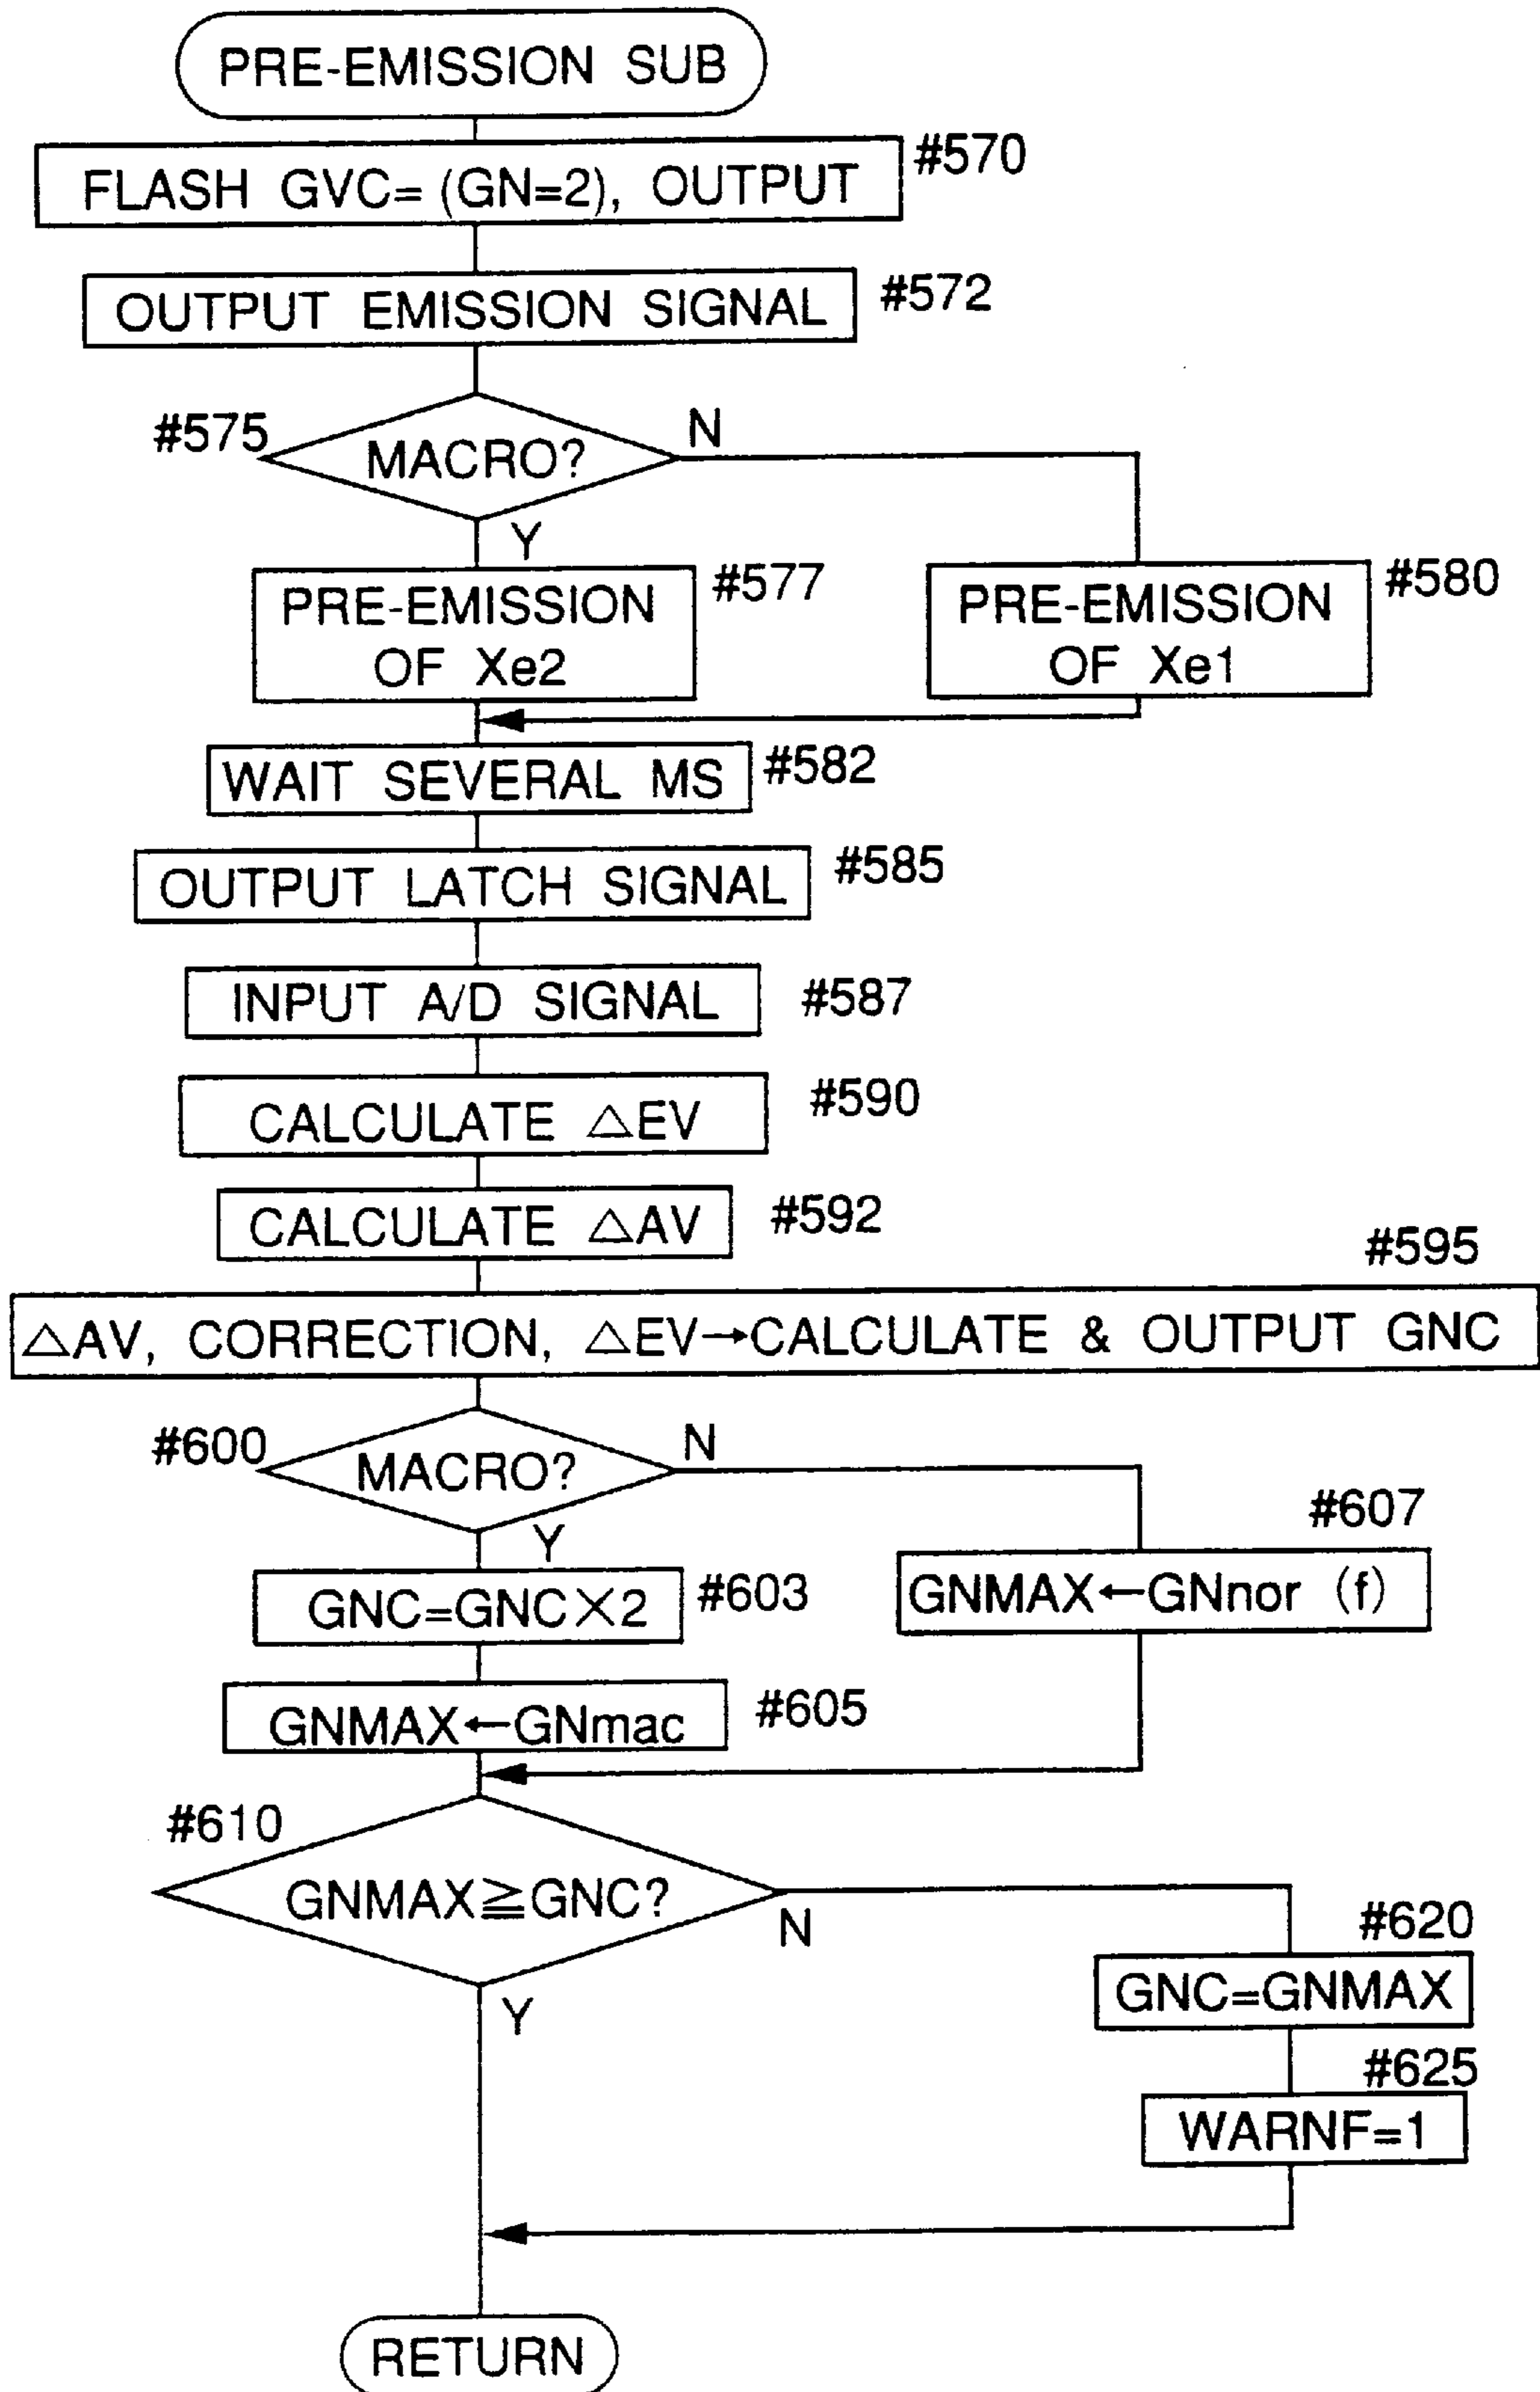 PRE-EMISSION SUB
#570
FLASH GVC= (GN=2), OUTPUT
#572
OUTPUT EMISSION SIGNAL
#575
MACRO?
N
Y
#577
PRE-EMISSION
OF Xe2
#580
PRE-EMISSION
OF Xe1
WAIT SEVERAL MS
#582
OUTPUT LATCH SIGNAL
#585
INPUT A/D SIGNAL
#587
CALCULATE △EV
#590
CALCULATE △AV
#592
#595
△AV, CORRECTION, △EV→CALCULATE & OUTPUT GNC
#600
MACRO?
N
Y
GNC=GNC×2
#603
#607
GNMAX←GNnor (f)
GNMAX←GNmac
#605
#610
GNMAX≧GNC?
N
Y
#620
GNC=GNMAX
#625
WARNF=1
RETURN